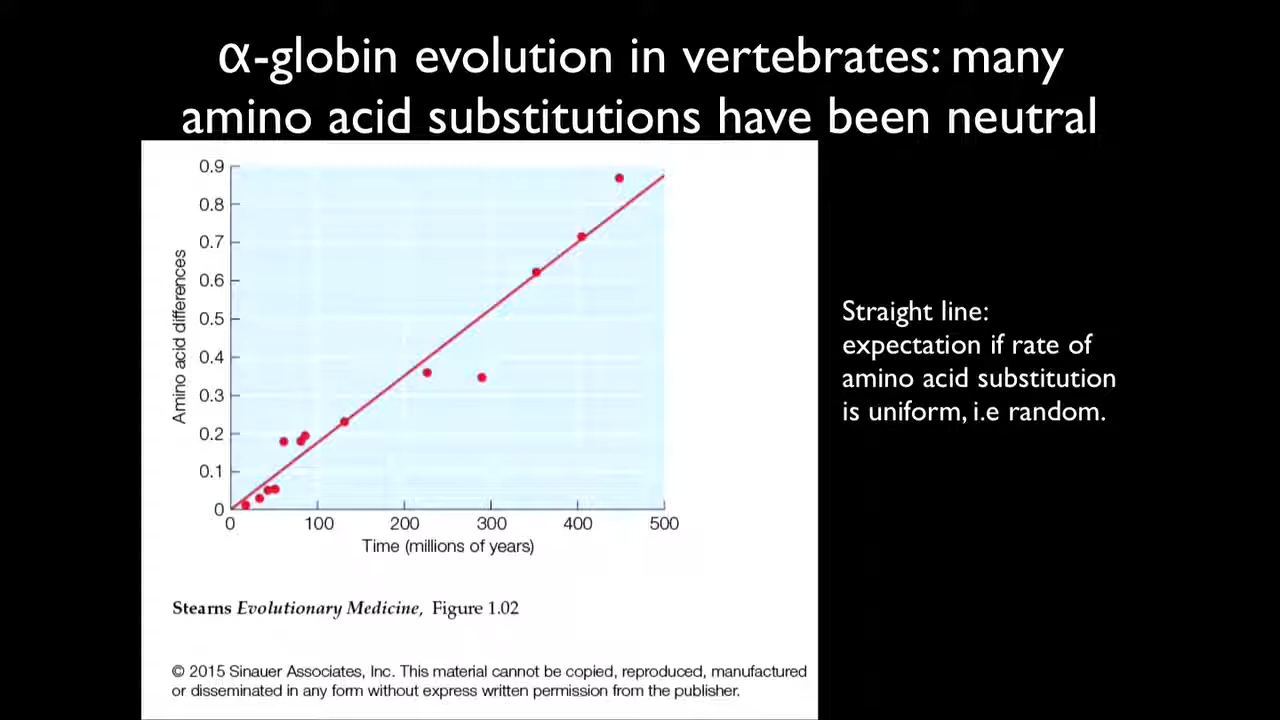 α-globin evolution in vertebrates: many
amino acid substitutions have been neutral
0.9
0.8
0.7
0.6
0.5
0.4
0.3
0.2
0.1
0
Amino acid differences
0 100 200 300 400 500
Time (millions of years)
Straight line:
expectation if rate of
amino acid substitution
is uniform, i.e random.
Stearns Evolutionary Medicine, Figure 1.02
© 2015 Sinauer Associates, Inc. This material cannot be copied, reproduced, manufactured
or disseminated in any form without express written permission from the publisher.